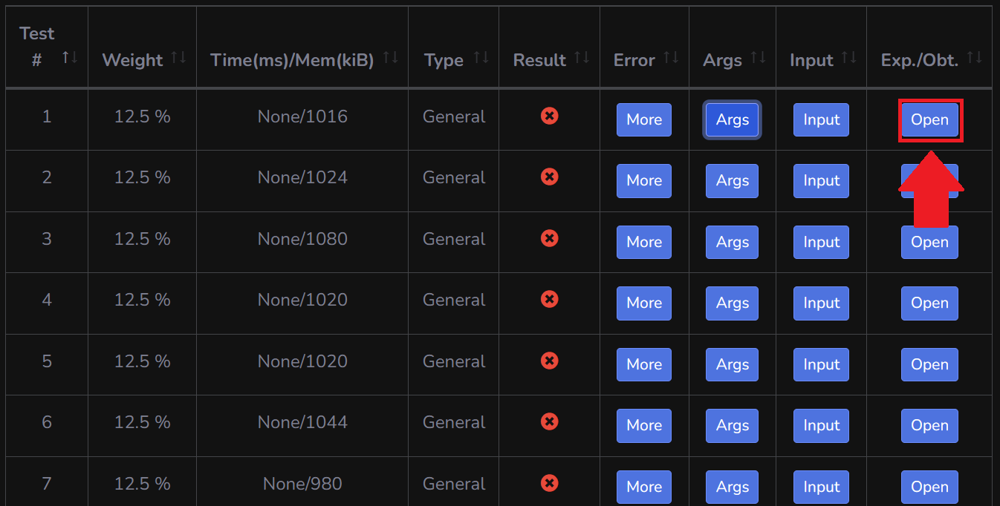 Test
# Weight Time(ms)/Mem(kiB) Type Result Error Args Input Exp./Obt.
1 12.5 % None/1016 General More Args Input Open
2 12.5 % None/1024 General More Args Input
3 12.5 % None/1080 General More Args Input Open
4 12.5 % None/1020 General More Args Input Open
5 12.5 % None/1020 General More Args Input Open
6 12.5 % None/1044 General More Args Input Open
7 12.5 % None/980 General More Args Input Open